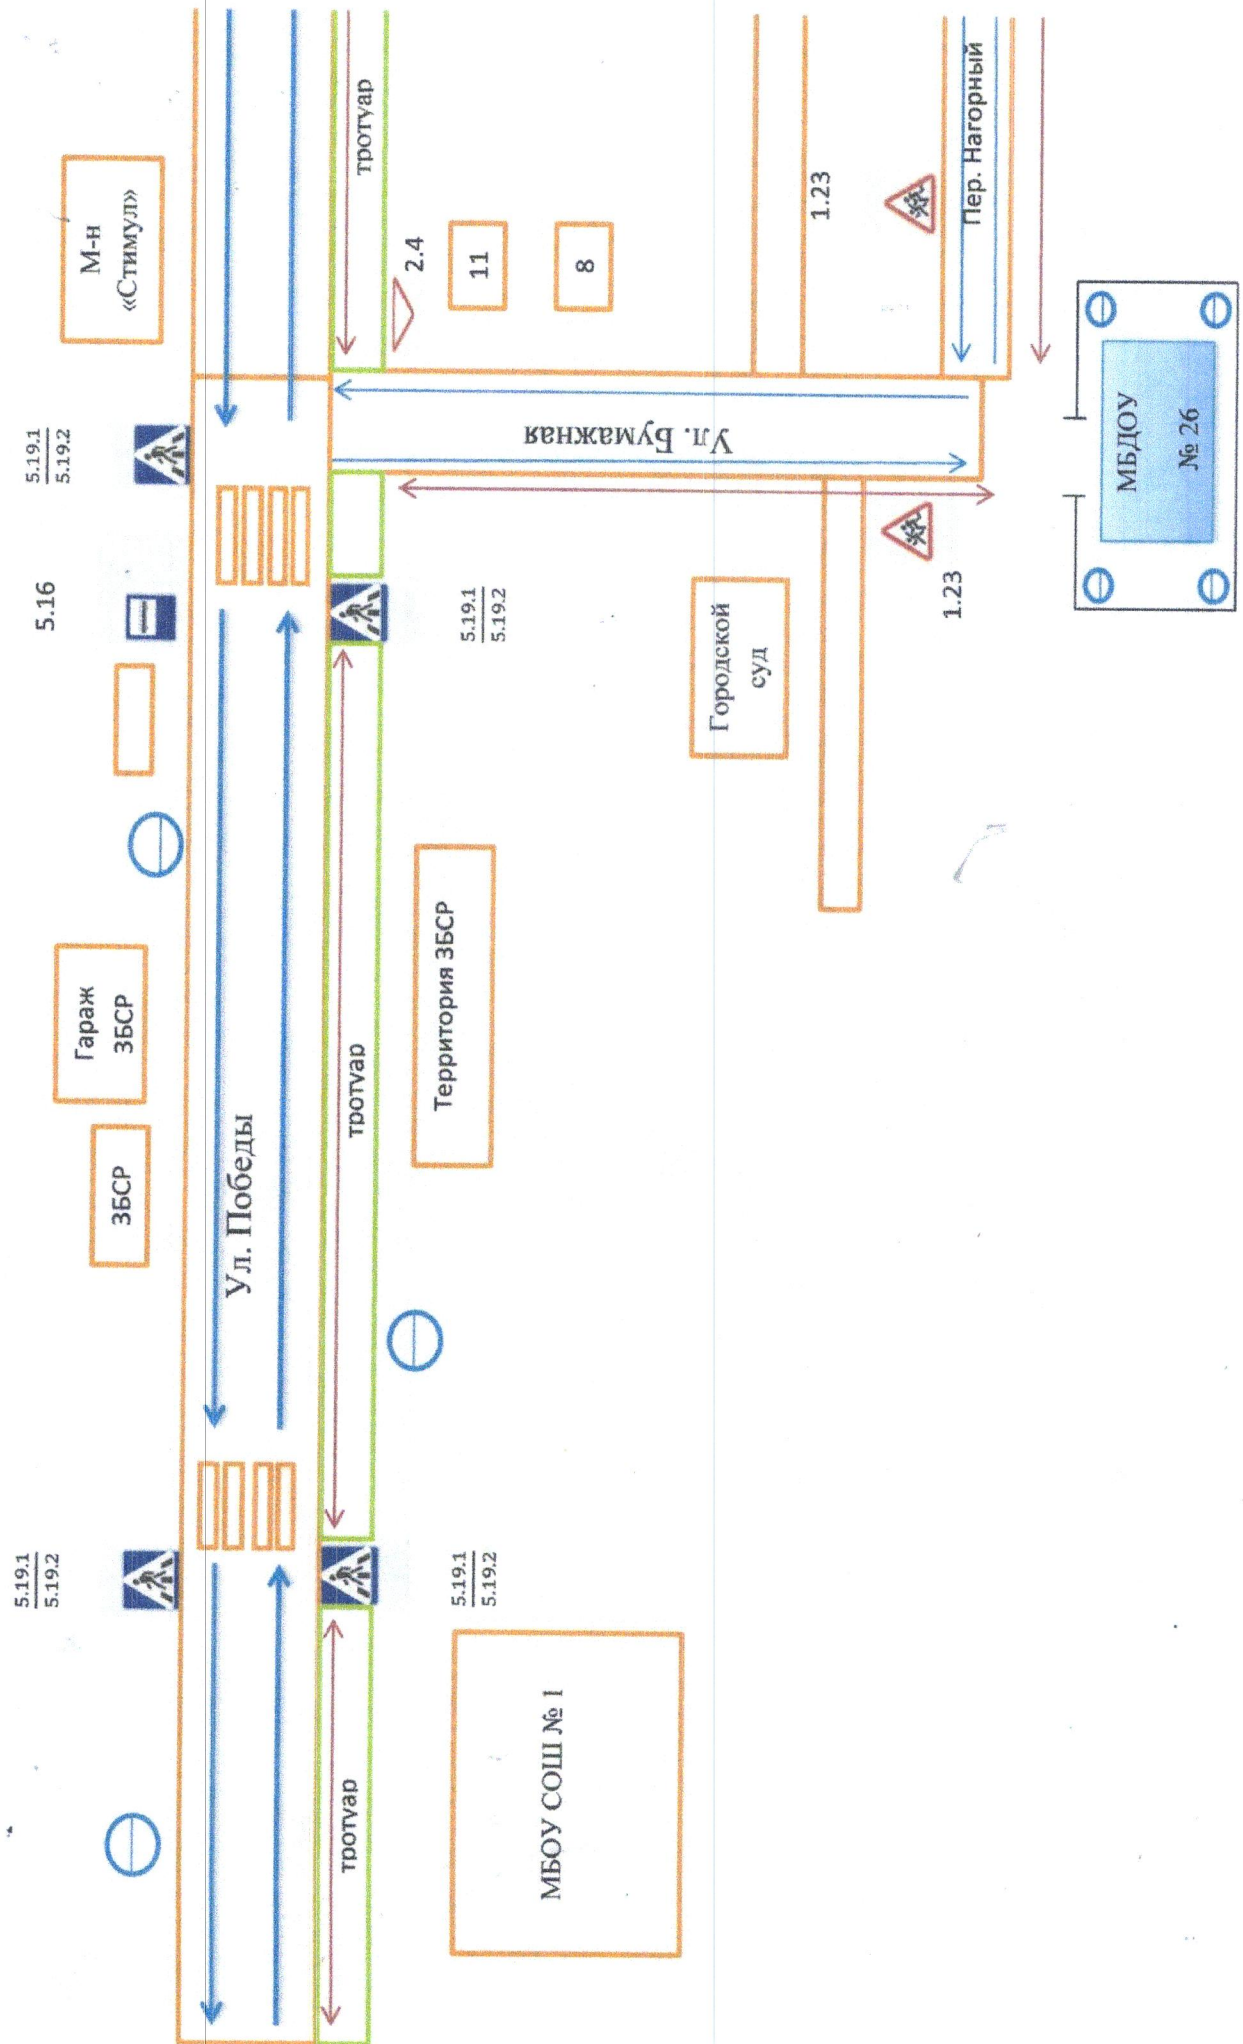 5.19.1
5.19.2
5.16
5.19.1
5.19.2
ЗБСР
Гараж
ЗБСР
М-н
«Стимул»
Ул. Победы
тротуар
тротуар
тротуар
5.19.1
5.19.2
5.19.1
5.19.2
2.4
11
8
МБОУ СОШ № 1
Территория ЗБСР
Ул. Бумажная
Городской
суд
1.23
1.23
Пер. Нагорный
МБДОУ
№ 26